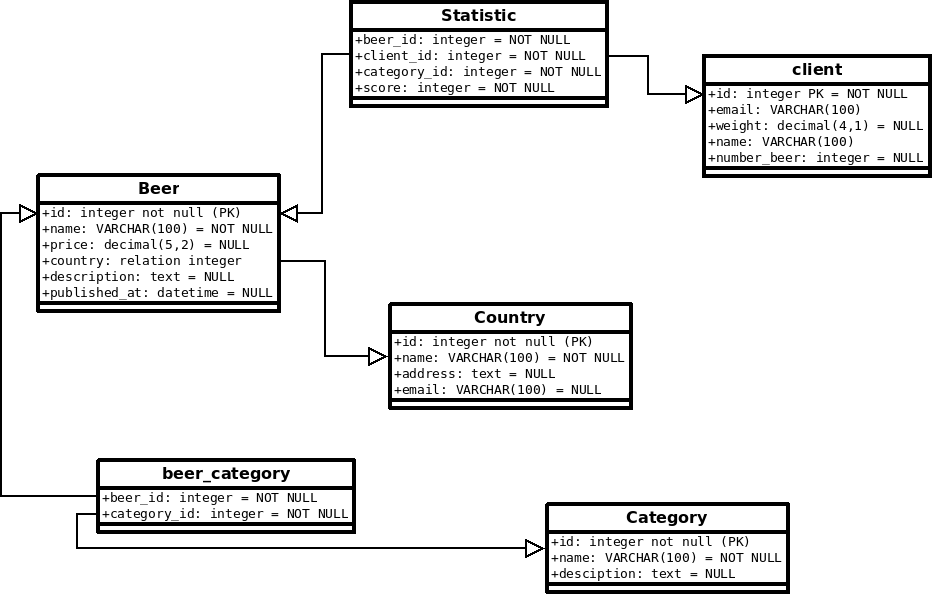 Statistic
+beer_id: integer = NOT NULL
+client_id: integer = NOT NULL
+category_id: integer = NOT NULL
+score: integer = NOT NULL
client
+id: integer PK = NOT NULL
+email: VARCHAR(100)
+weight: decimal(4,1) = NULL
+name: VARCHAR(100)
+number_beer: integer = NULL
Beer
+id: integer not null (PK)
+name: VARCHAR(100) = NOT NULL
+price: decimal(5,2) = NULL
+country: relation integer
+description: text = NULL
+published_at: datetime = NULL
Country
+id: integer not null (PK)
+name: VARCHAR(100) = NOT NULL
+address: text = NULL
+email: VARCHAR(100) = NULL
beer_category
+beer_id: integer = NOT NULL
+category_id: integer = NOT NULL
Category
+id: integer not null (PK)
+name: VARCHAR(100) = NOT NULL
+desciption: text = NULL